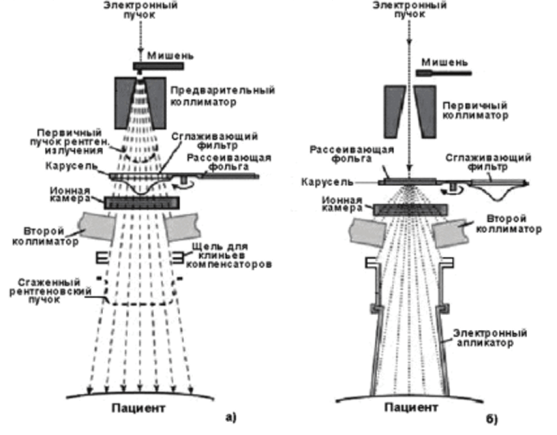 Электронный
пучок
Мишень
Предварительный
коллиматор
Первичный
пучок рентген.
излучения
Сглаживающий
фильтр
Карусель
Рассеивающая
фольга
Ионная
камера
Второй
коллиматор
Щель для
клиньев
компенсаторов
Сгаженный
рентгеновский
пучок
Пациент
а)
Электронный
пучок
Мишень
Первичный
коллиматор
Рассеивающая
фольга
Сглаживающий
фильтр
Карусель
Ионная
камера
Второй
коллиматор
Электронный
апликатор
Пациент
б)